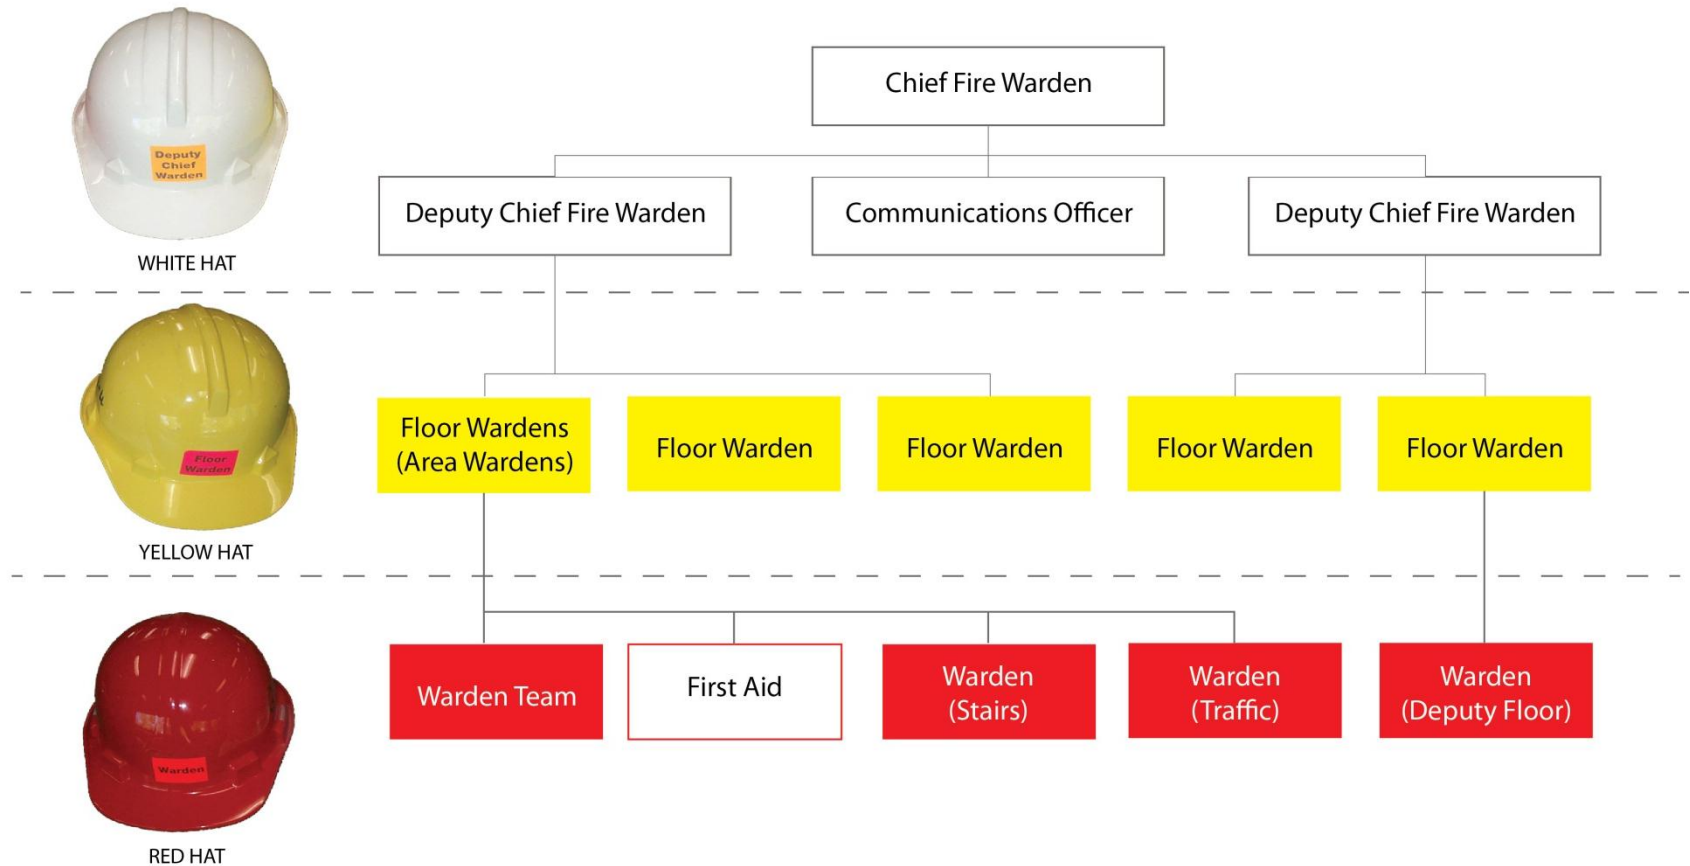 Chief Fire Warden
Deputy
Chief
Warden
WHITE HAT
Deputy Chief Fire Warden
Communications Officer
Deputy Chief Fire Warden
Floor
Warden
YELLOW HAT
Floor Wardens
(Area Wardens)
Floor Warden
Floor Warden
Floor Warden
Floor Warden
Warden
RED HAT
Warden Team
First Aid
Warden
(Stairs)
Warden
(Traffic)
Warden
(Deputy Floor)